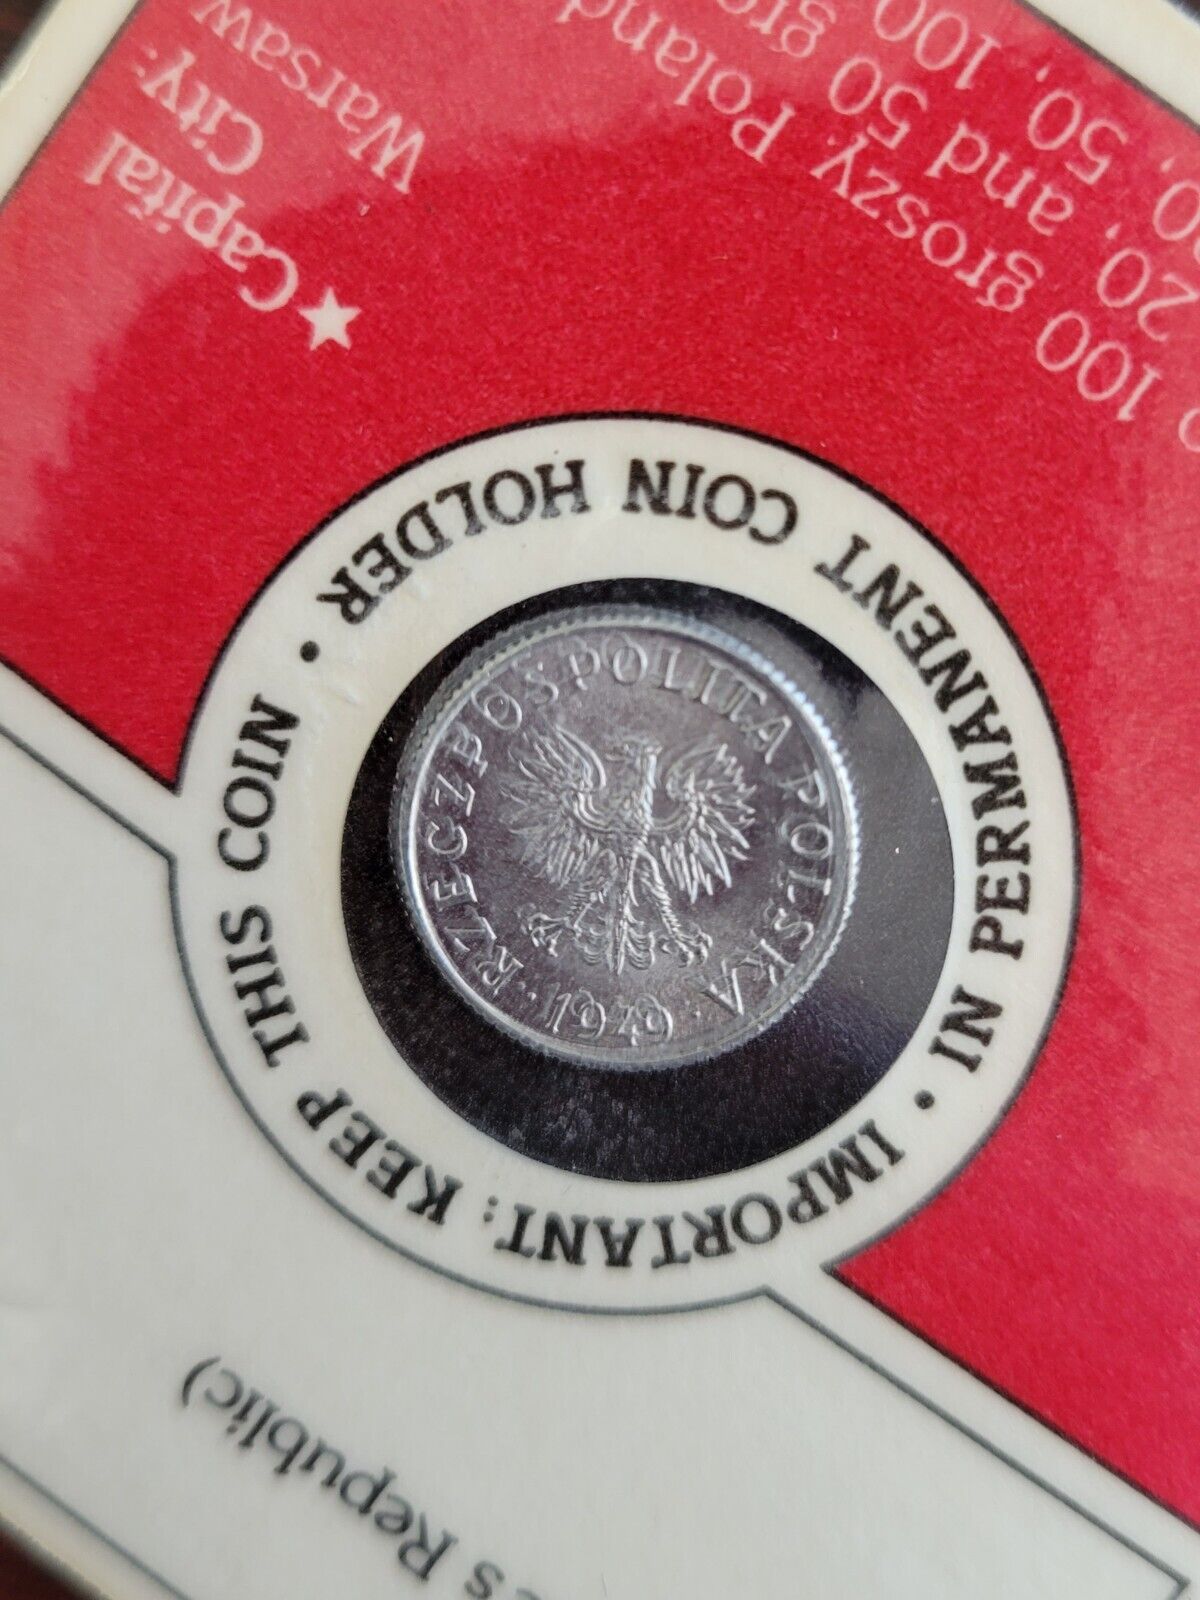 Republic)
IMPORTANT: KEEP THIS COIN • IN PERMANENT COIN HOLDER •
RZECZPOSPOLITA POLSKA · 1949 ·
★ Capital
City:
Warsaw
100 groszy. Poland
20, and 50
50, 100